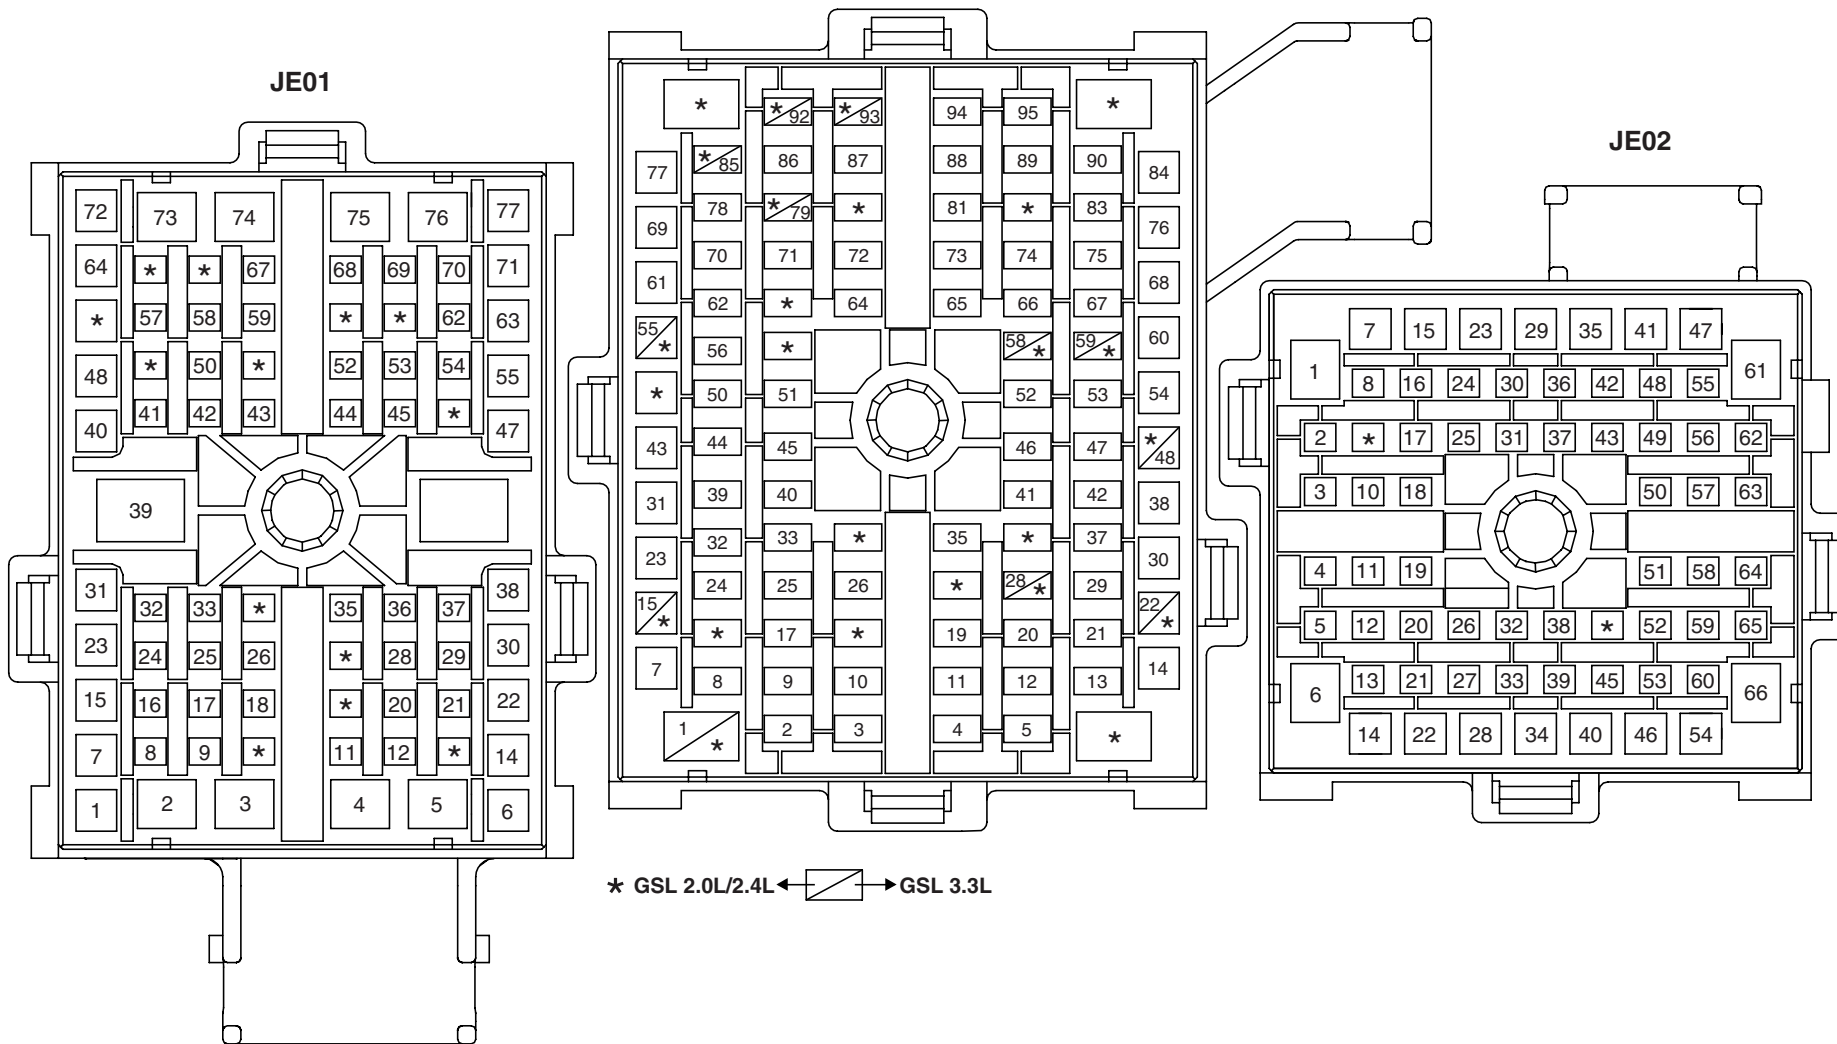 JE01
72 73 74 75 76 77
64 * * 67 68 69 70 71
* 57 58 59 * * 62 63
48 * 50 * 52 53 54 55
40 41 42 43 44 45 * 47
39
31 32 33 * 35 36 37 38
23 24 25 26 * 28 29 30
15 16 17 18 * 20 21 22
7 8 9 * 11 12 * 14
1 2 3 4 5 6
* */92 */93 94 95 *
77 */85 86 87 88 89 90 84
69 78 */79 * 81 * 83 76
61 70 71 72 73 74 75 68
55/* 62 * 64 65 66 67 60
* 56 * 58/* 59/* 54
43 50 51 52 53 */48
31 44 45 46 47 38
23 39 40 41 42 30
15/* 32 33 * 35 * 37 22/*
7 24 25 26 * 28/* 29 14
* 17 * 19 20 21
8 9 10 11 12 13
1/* 2 3 4 5 *
* GSL 2.0L/2.4L GSL 3.3L
JE02
7 15 23 29 35 41 47
1 8 16 24 30 36 42 48 55 61
2 * 17 25 31 37 43 49 56 62
3 10 18 50 57 63
4 11 19 51 58 64
5 12 20 26 32 38 * 52 59 65
6 13 21 27 33 39 45 53 60 66
14 22 28 34 40 46 54